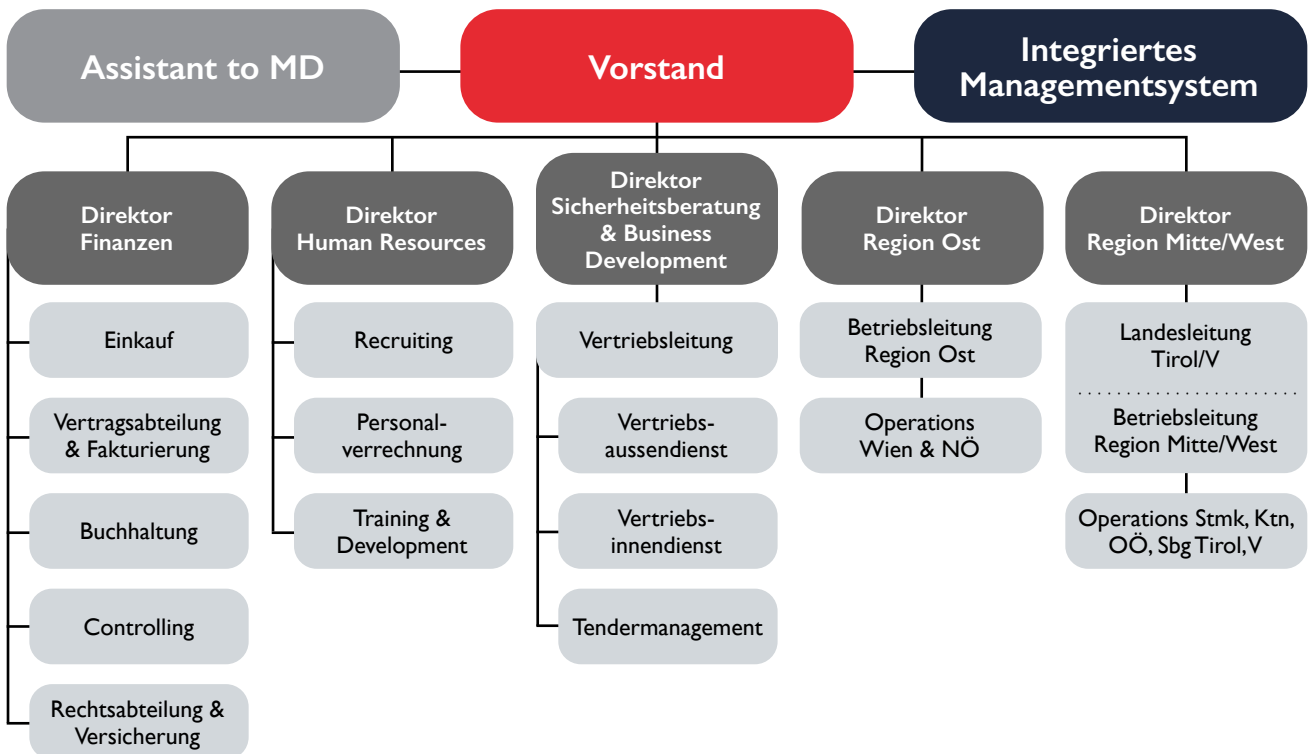 Assistant to MD
Vorstand
Integriertes
Managementsystem
Direktor
Finanzen
Direktor
Human Resources
Direktor
Sicherheitsberatung
& Business
Development
Direktor
Region Ost
Direktor
Region Mitte/West
Einkauf
Vertragsabteilung
& Fakturierung
Buchhaltung
Controlling
Rechtsabteilung &
Versicherung
Recruiting
Personal-
verrechnung
Training &
Development
Vertriebsleitung
Vertriebs-
aussendienst
Vertriebs-
innendienst
Tendermanagement
Betriebsleitung
Region Ost
Operations
Wien & NÖ
Landesleitung
Tirol/V
Betriebsleitung
Region Mitte/West
Operations Stmk, Ktn,
OÖ, Sbg Tirol, V